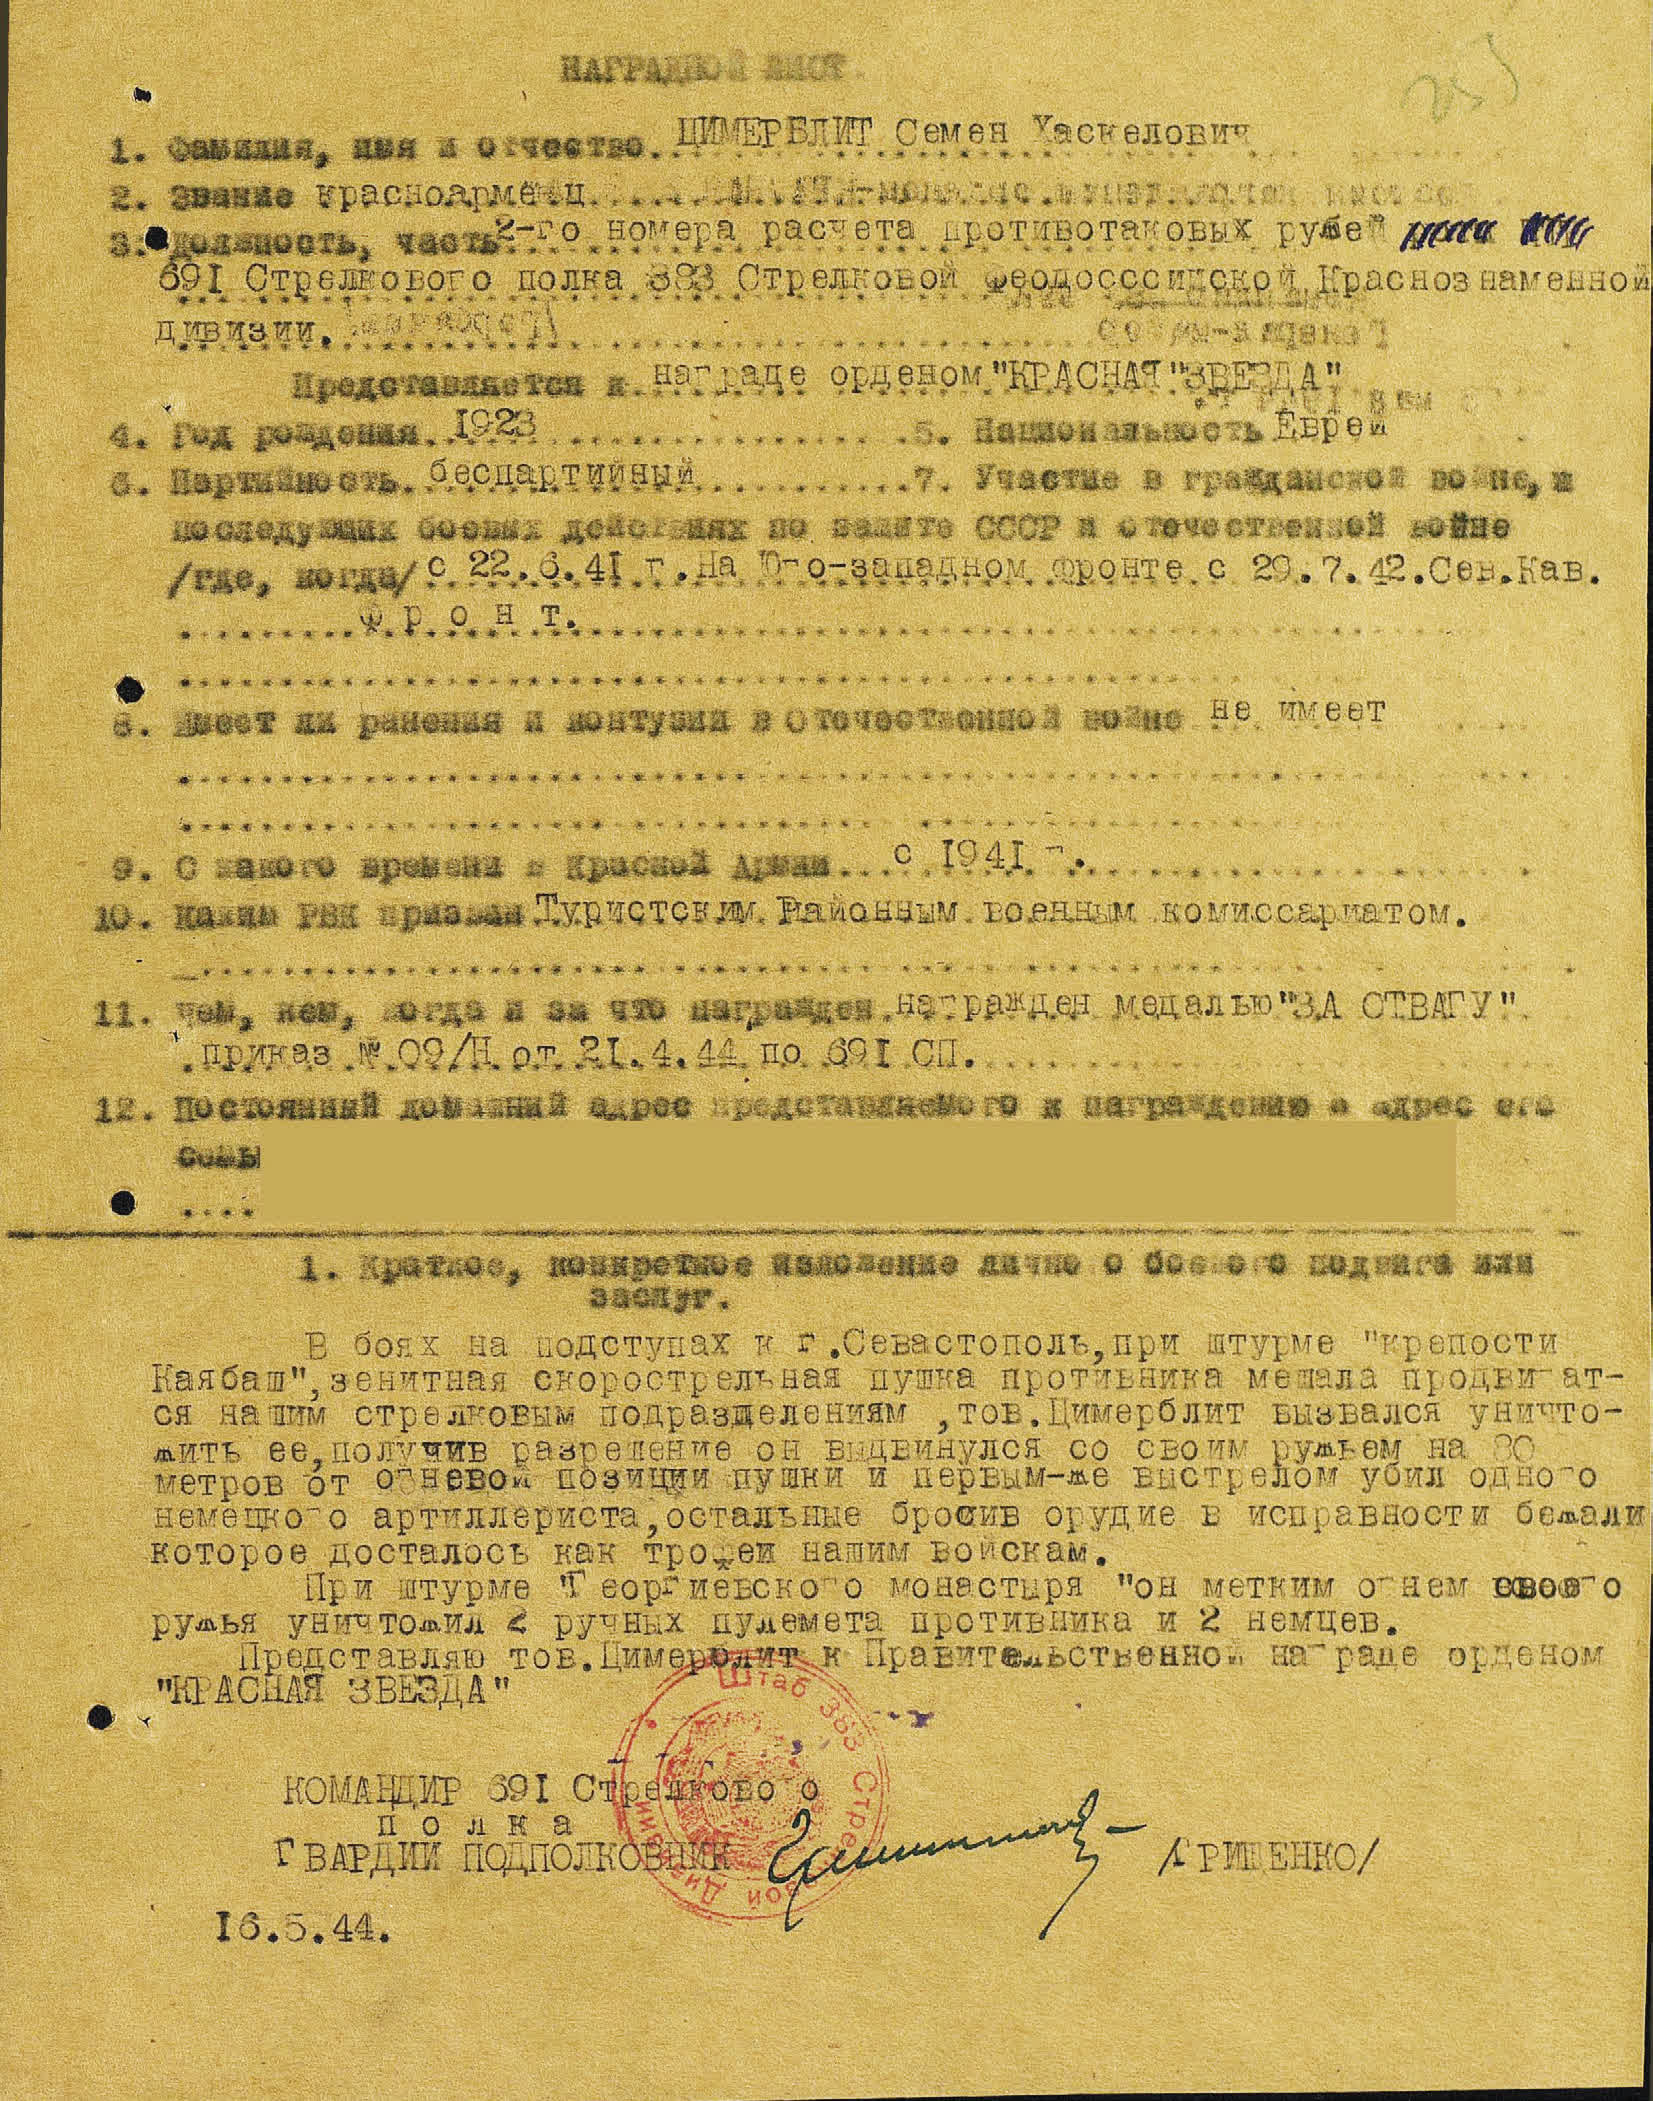 НАГРАДНОЙ ЛИСТ.
1. Фамилия, имя и отчество. ЦИМЕРБЛИТ Семен Хаскелович
2. Звание красноармеец
3. Должность, часть 2-го номера расчета противотаковых ружей
691 Стрелкового полка 383 Стрелковой Феодосссийской Краснознаменной
дивизии.
Представляется к награде орденом "КРАСНАЯ "ЗВЕЗДА"
4. Год рождения 1923 5. Национальность Еврей
6. Партийность. беспартийный 7. Участие в гражданской войне, и
последующих боевых действиях по защите СССР и отечественной войне
/где, когда/ с 22.6.41 г. На Юго-западном фронте с 29.7.42.Сев.Кав.
ф р о н т.
8. Имеет ли ранения и контузии в Отечественной войне не имеет
9. С какого времени в Красной Армии с 1941 г.
10. Каким РВК призван Туристским Районным военным комиссариатом.
11. Чем, кем, когда и за что награжден награжден медалью "ЗА ОТВАГУ"
приказ № 09/Н от 21.4.44 по 691 СП.
12. Постоянный домашний адрес представляемого к награждению и адрес его
семьи
1. Краткое, конкретное изложение личного боевого подвига или
заслуг.
В боях на подступах к г.Севастополь,при штурме "крепости
Каябаш",зенитная скорострельная пушка противника мешала продвигат-
ся нашим стрелковым подразделениям ,тов.Цимерблит вызвался уничто-
жить ее,получив разрешение он выдвинулся со своим ружьем на 80
метров от огневой позиции пушки и первым-же выстрелом убил одного
немецкого артиллериста,остальные бросив орудие в исправности бежали
которое досталось как трофеи нашим войскам.
При штурме "Георгиевского монастыря "он метким огнем своего
ружья уничтожил 2 ручных пулемета противника и 2 немцев.
Представляю тов.Цимерблит к Правительственной награде орденом
"КРАСНАЯ ЗВЕЗДА"
Штаб 383 Стрелковой Дивизии
КОМАНДИР 691 Стрелкового
п о л к а
ГВАРДИИ ПОДПОЛКОВНИК /ГРИЩЕНКО/
16.5.44.